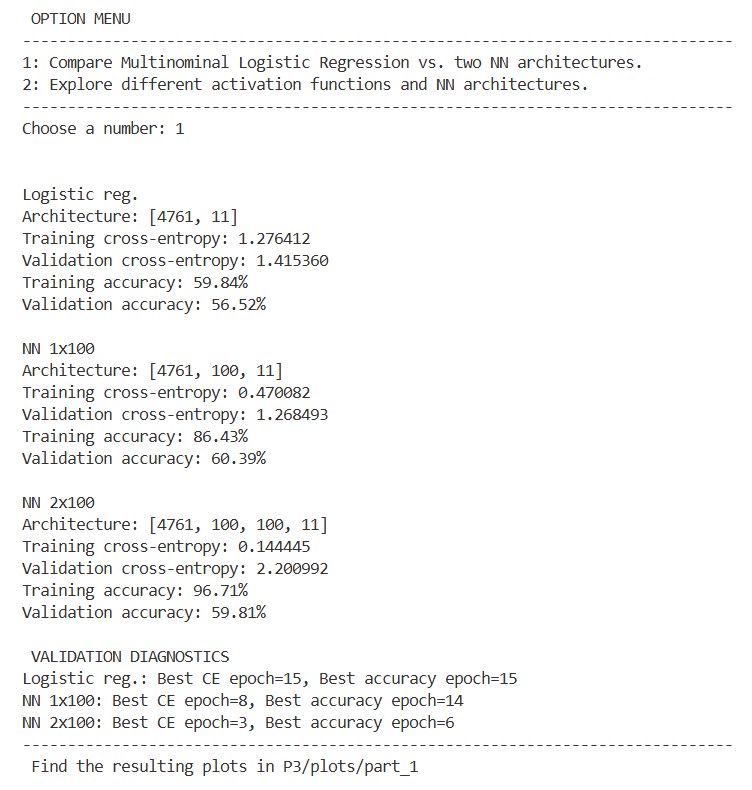 OPTION MENU
--------------------------------------------------------------------------------
1: Compare Multinominal Logistic Regression vs. two NN architectures.
2: Explore different activation functions and NN architectures.
--------------------------------------------------------------------------------
Choose a number: 1
Logistic reg.
Architecture: [4761, 11]
Training cross-entropy: 1.276412
Validation cross-entropy: 1.415360
Training accuracy: 59.84%
Validation accuracy: 56.52%
NN 1x100
Architecture: [4761, 100, 11]
Training cross-entropy: 0.470082
Validation cross-entropy: 1.268493
Training accuracy: 86.43%
Validation accuracy: 60.39%
NN 2x100
Architecture: [4761, 100, 100, 11]
Training cross-entropy: 0.144445
Validation cross-entropy: 2.200992
Training accuracy: 96.71%
Validation accuracy: 59.81%
VALIDATION DIAGNOSTICS
Logistic reg.: Best CE epoch=15, Best accuracy epoch=15
NN 1x100: Best CE epoch=8, Best accuracy epoch=14
NN 2x100: Best CE epoch=3, Best accuracy epoch=6
--------------------------------------------------------------------------------
Find the resulting plots in P3/plots/part_1